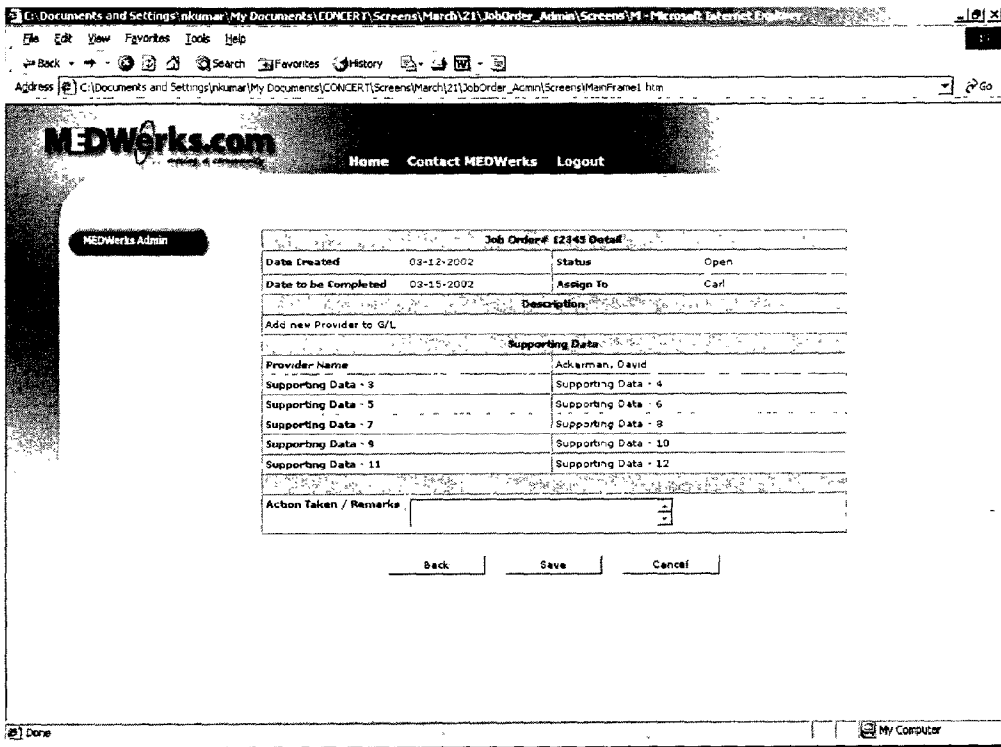 C:\Documents and Settings\nkumar\My Documents\CONCERT\Screens\March\21\JobOrder_Admin\Screens\M - Microsoft Internet Explorer
File Edit View Favorites Tools Help
Back Search Favorites History
Address C:\Documents and Settings\nkumar\My Documents\CONCERT\Screens\March\21\JobOrder_Admin\Screens\MainFrame1.htm Go
MEDWerks.com
Home Contact MEDWerks Logout
MEDWerks Admin
Job Order# 12345 Detail
Date Created 03-12-2002 Status Open
Date to be Completed 03-15-2002 Assign To Carl
Description
Add new Provider to G/L
Supporting Data
Provider Name Ackerman, David
Supporting Data - 3 Supporting Data - 4
Supporting Data - 5 Supporting Data - 6
Supporting Data - 7 Supporting Data - 8
Supporting Data - 9 Supporting Data - 10
Supporting Data - 11 Supporting Data - 12
Action Taken / Remarks
Back Save Cancel
Done My Computer